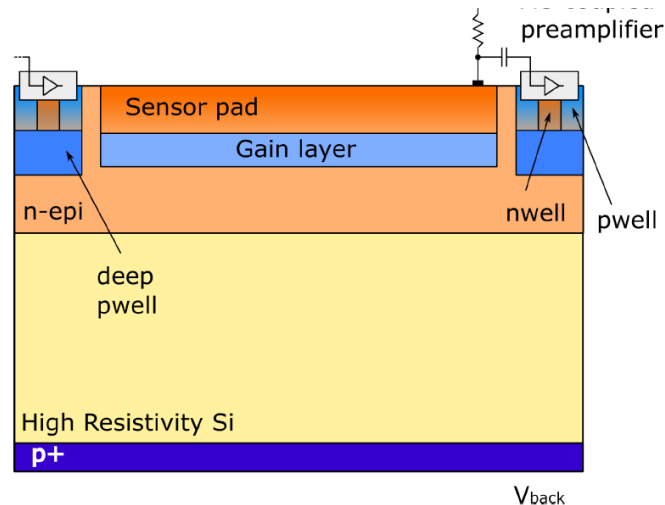 preamplifier
Sensor pad
Gain layer
n-epi
nwell
pwell
deep
pwell
High Resistivity Si
p+
Vback